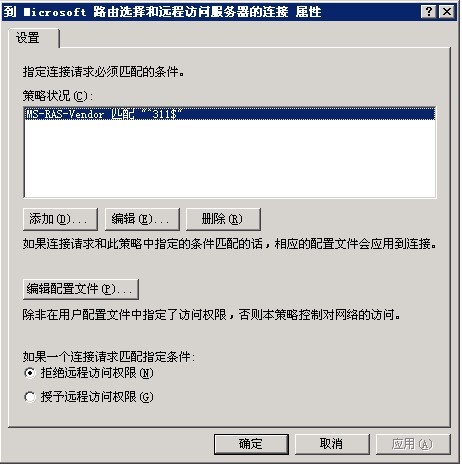 到 Microsoft 路由选择和远程访问服务器的连接 属性
设置
指定连接请求必须匹配的条件。
策略状况(C):
MS-RAS-Vendor 匹配 "^311$"
添加(D)... 编辑(E)... 删除(R)
如果连接请求和此策略中指定的条件匹配的话，相应的配置文件会应用到连接。
编辑配置文件(P)...
除非在用户配置文件中指定了访问权限，否则本策略控制对网络的访问。
如果一个连接请求匹配指定条件:
拒绝远程访问权限(N)
授予远程访问权限(G)
确定 取消 应用(A)